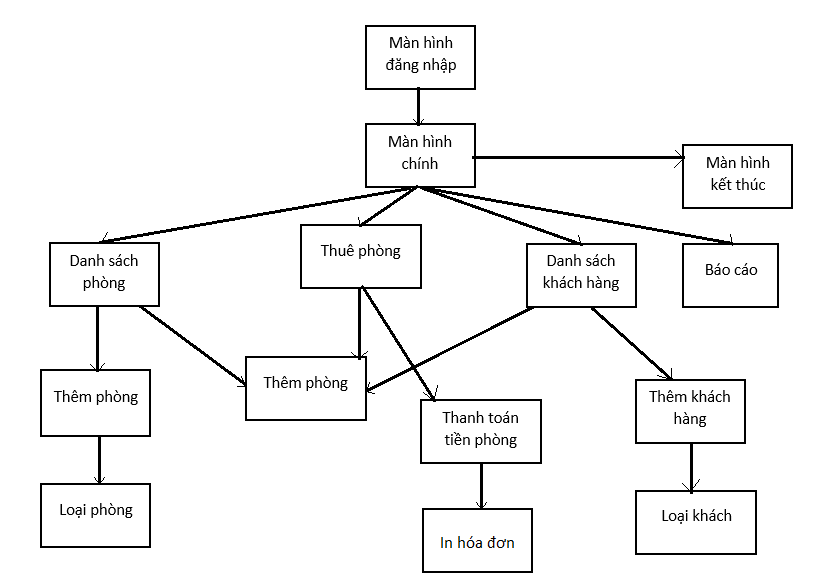 Màn hình
đăng nhập
Màn hình
chính
Màn hình
kết thúc
Danh sách
phòng
Thuê phòng
Danh sách
khách hàng
Báo cáo
Thêm phòng
Thêm phòng
Thanh toán
tiền phòng
Thêm khách
hàng
Loại phòng
In hóa đơn
Loại khách